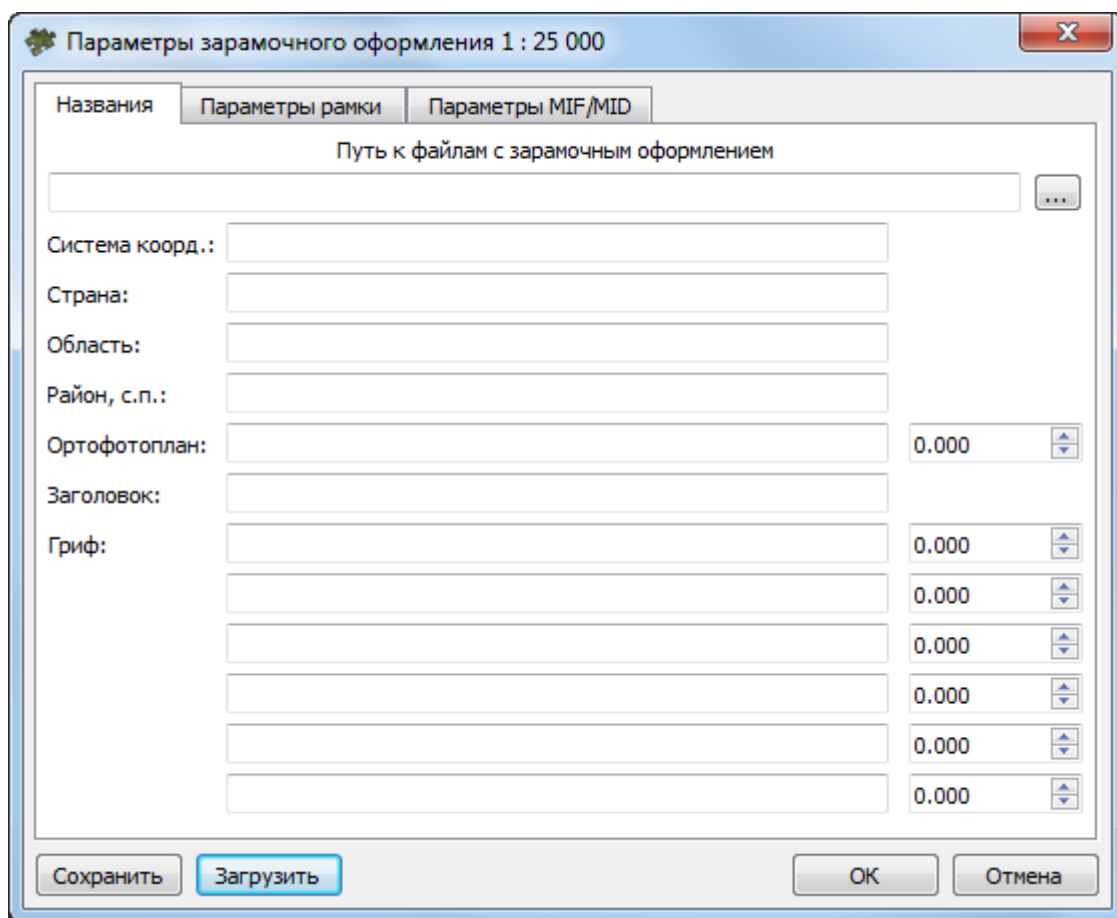 Параметры зарамочного оформления 1 : 25 000
Названия Параметры рамки Параметры MIF/MID
Путь к файлам с зарамочным оформлением
...
Система коорд.:
Страна:
Область:
Район, с.п.:
Ортофотоплан: 0.000
Заголовок:
Гриф: 0.000
0.000
0.000
0.000
0.000
0.000
Сохранить Загрузить ОК Отмена